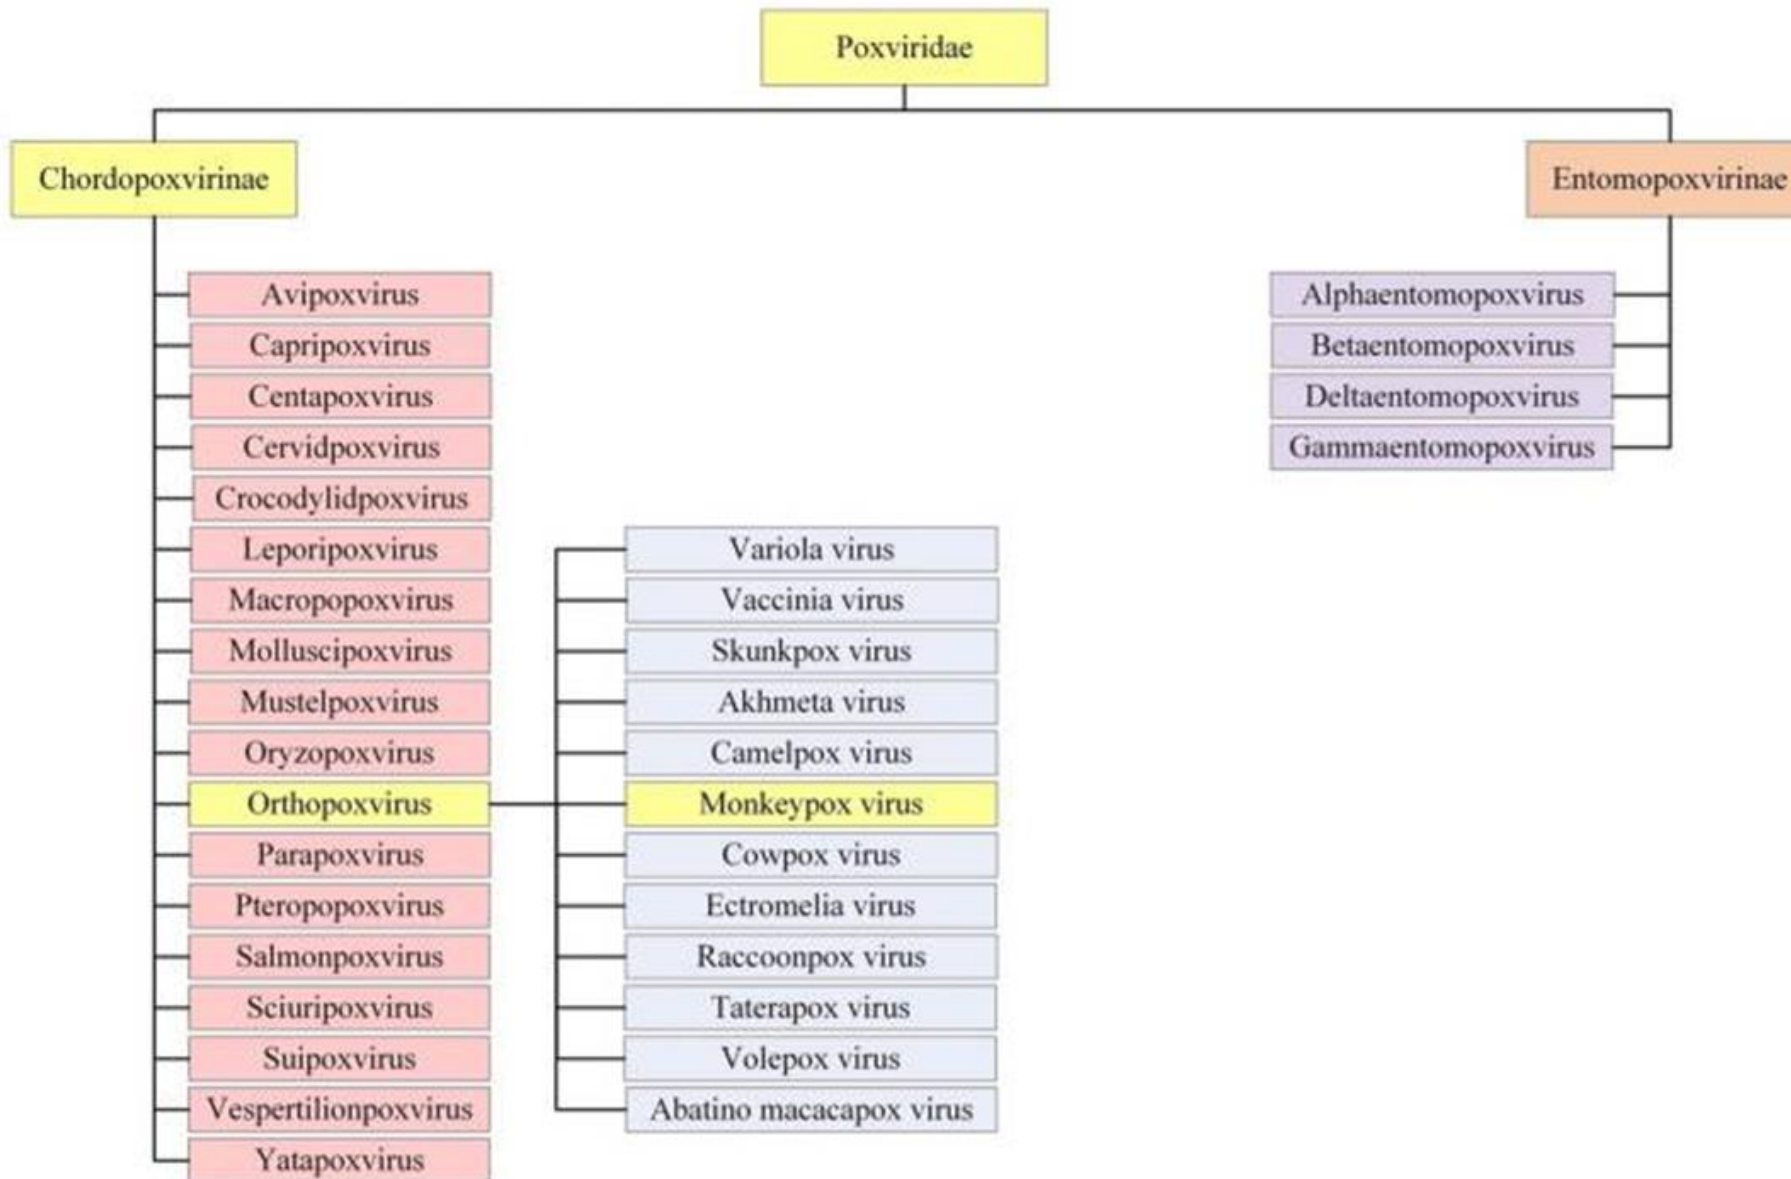 Poxviridae
Chordopoxvirinae
Entomopoxvirinae
Avipoxvirus
Capripoxvirus
Centapoxvirus
Cervidpoxvirus
Crocodylidpoxvirus
Leporipoxvirus
Macropopoxvirus
Molluscipoxvirus
Mustelpoxvirus
Oryzopoxvirus
Orthopoxvirus
Parapoxvirus
Pteropopoxvirus
Salmonpoxvirus
Sciuripoxvirus
Suipoxvirus
Vespertilionpoxvirus
Yatapoxvirus
Variola virus
Vaccinia virus
Skunkpox virus
Akhmeta virus
Camelpox virus
Monkeypox virus
Cowpox virus
Ectromelia virus
Raccoonpox virus
Taterapox virus
Volepox virus
Abatino macacapox virus
Alphaentomopoxvirus
Betaentomopoxvirus
Deltaentomopoxvirus
Gammaentomopoxvirus